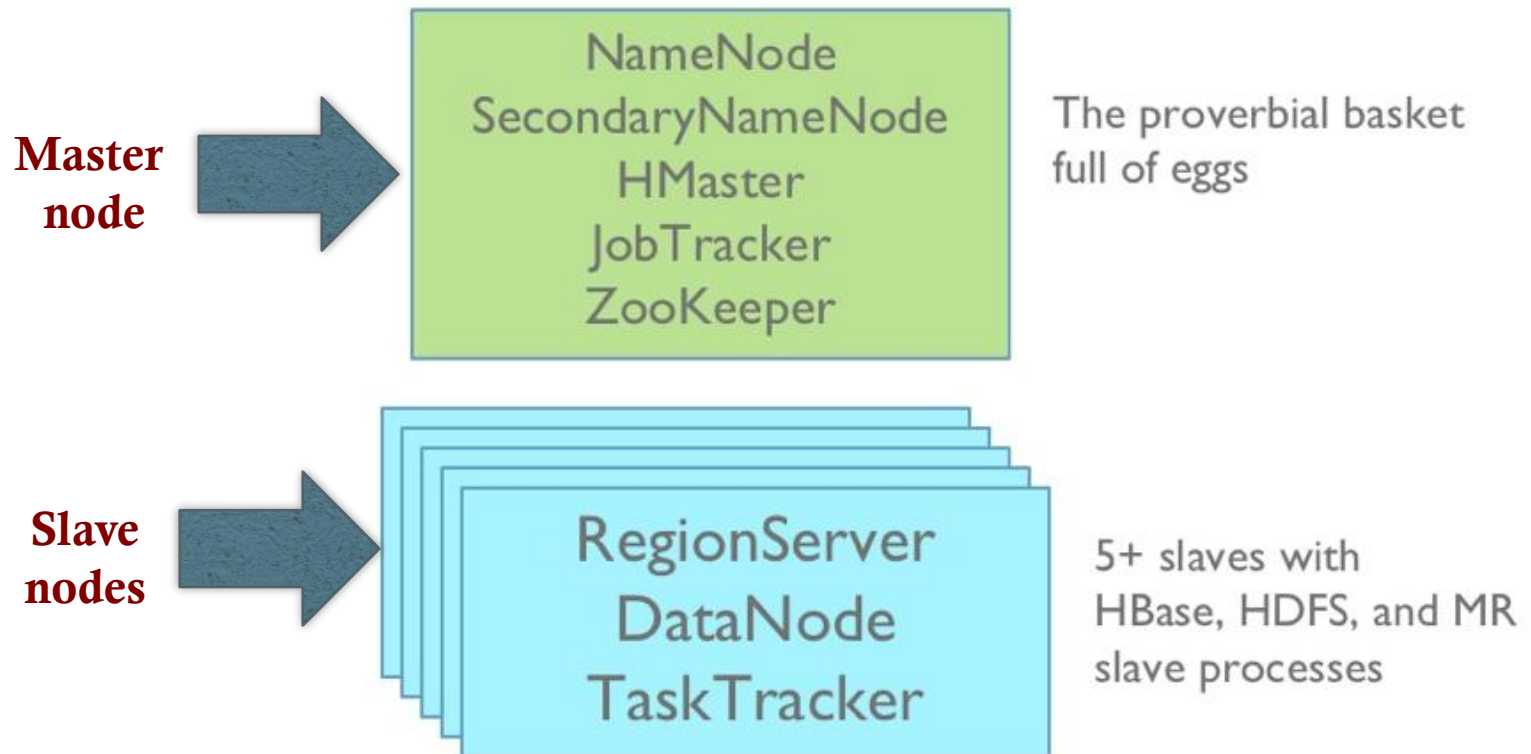 Master
node
NameNode
SecondaryNameNode
HMaster
JobTracker
ZooKeeper
The proverbial basket
full of eggs
Slave
nodes
RegionServer
DataNode
TaskTracker
5+ slaves with
HBase, HDFS, and MR
slave processes